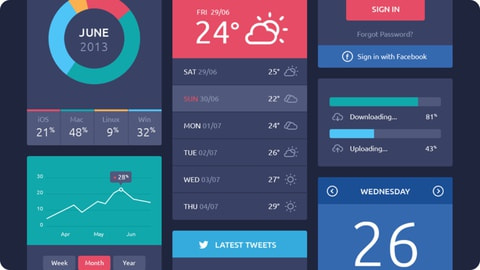 JUNE
2013
iOS Mac Linux Win
21% 48% 9% 32%
28%
30
20
10
0
Apr May Jun
Week Month Year
FRI 29/06
24°
SAT 29/06 25°
SUN 30/06 22°
MON 01/07 24°
TUE 02/07 26°
WED 03/07 27°
THU 04/07 29°
LATEST TWEETS
SIGN IN
Forgot Password?
Sign in with Facebook
Downloading... 81%
Uploading... 43%
WEDNESDAY
26